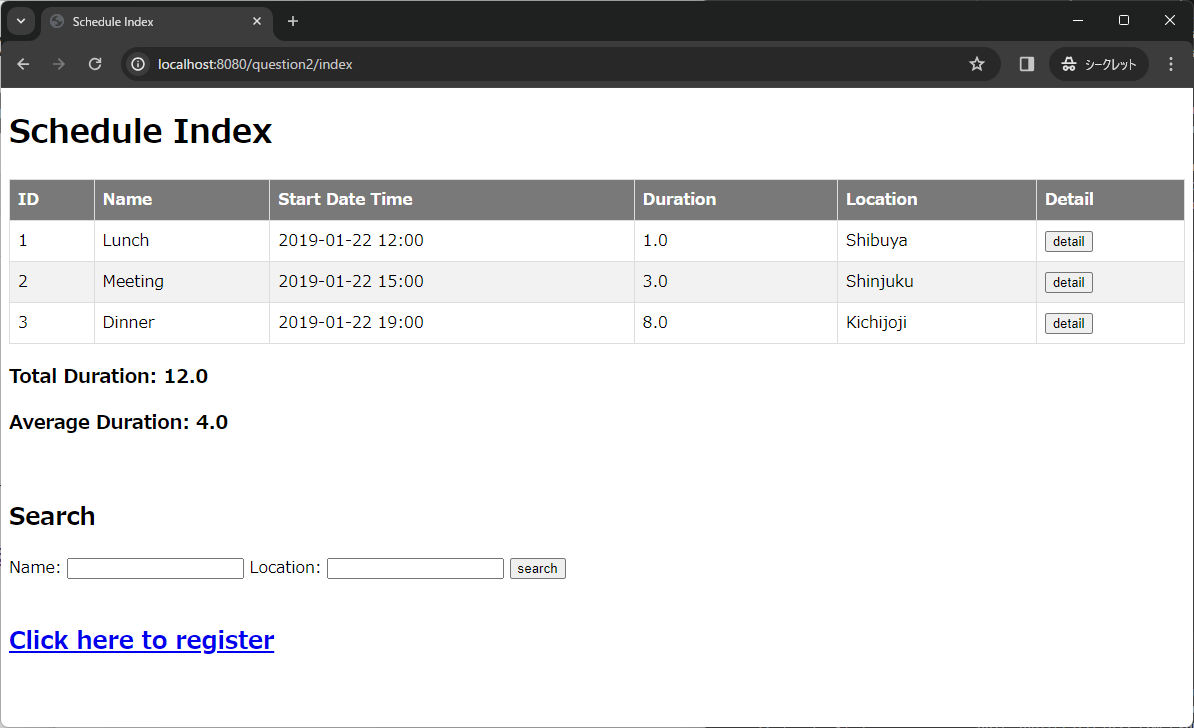 Schedule Index
localhost:8080/question2/index
シークレット
Schedule Index
ID Name Start Date Time Duration Location Detail
1 Lunch 2019-01-22 12:00 1.0 Shibuya detail
2 Meeting 2019-01-22 15:00 3.0 Shinjuku detail
3 Dinner 2019-01-22 19:00 8.0 Kichijoji detail
Total Duration: 12.0
Average Duration: 4.0
Search
Name: Location: search
Click here to register